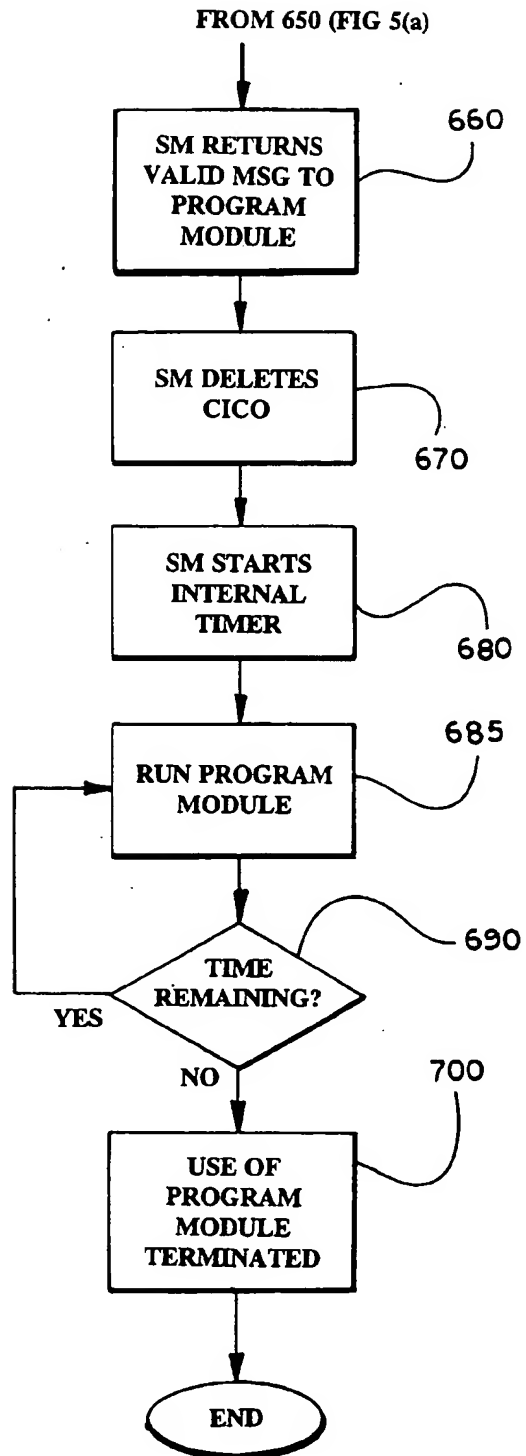 FROM 650 (FIG 5(a)
SM RETURNS
VALID MSG TO
PROGRAM
MODULE
660
SM DELETES
CICO
670
SM STARTS
INTERNAL
TIMER
680
685
RUN PROGRAM
MODULE
690
TIME
REMAINING?
YES
NO
700
USE OF
PROGRAM
MODULE
TERMINATED
END